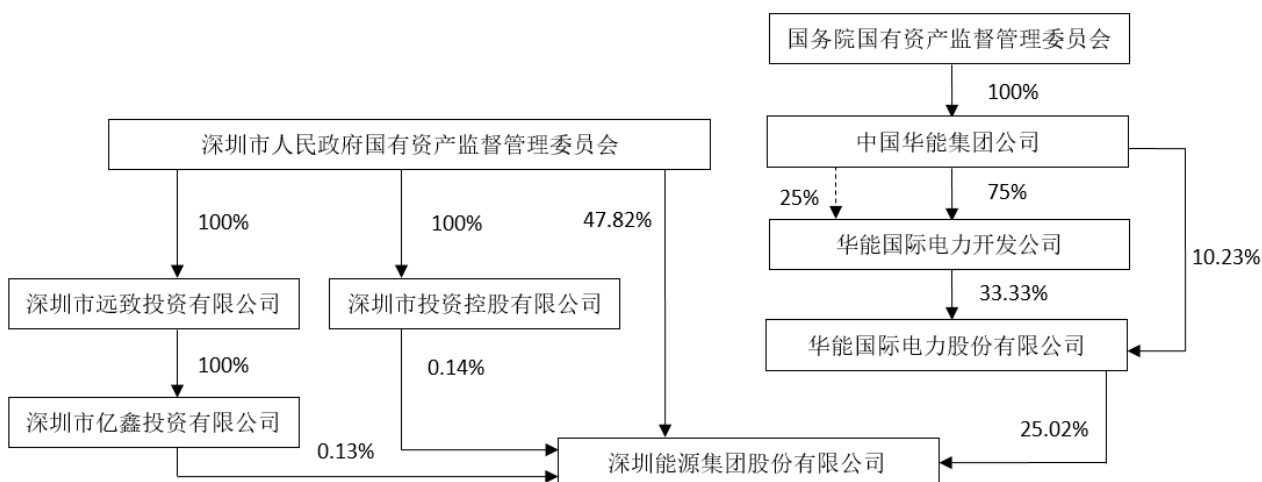 国务院国有资产监督管理委员会
100%
深圳市人民政府国有资产监督管理委员会
中国华能集团公司
25%
75%
100%
100%
47.82%
华能国际电力开发公司
10.23%
深圳市远致投资有限公司
深圳市投资控股有限公司
33.33%
华能国际电力股份有限公司
100%
0.14%
深圳市亿鑫投资有限公司
25.02%
0.13%
深圳能源集团股份有限公司